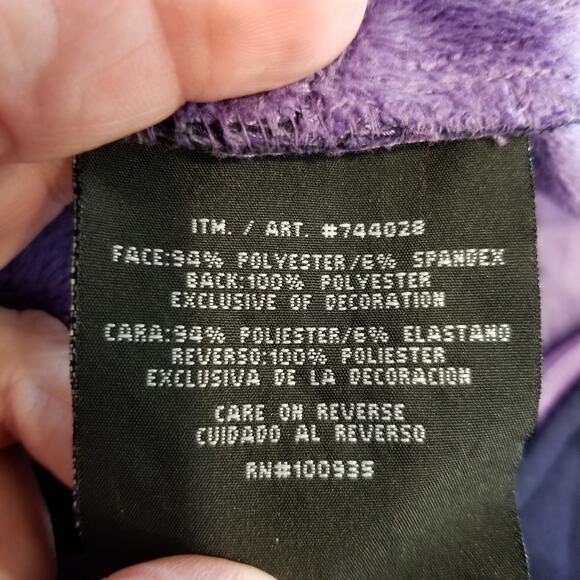 ITM. / ART. #744028
FACE:94% POLYESTER/6% SPANDEX
BACK:100% POLYESTER
EXCLUSIVE OF DECORATION
CARA:94% POLIESTER/6% ELASTANO
REVERSO:100% POLIESTER
EXCLUSIVA DE LA DECORACION
CARE ON REVERSE
CUIDADO AL REVERSO
RN#100935